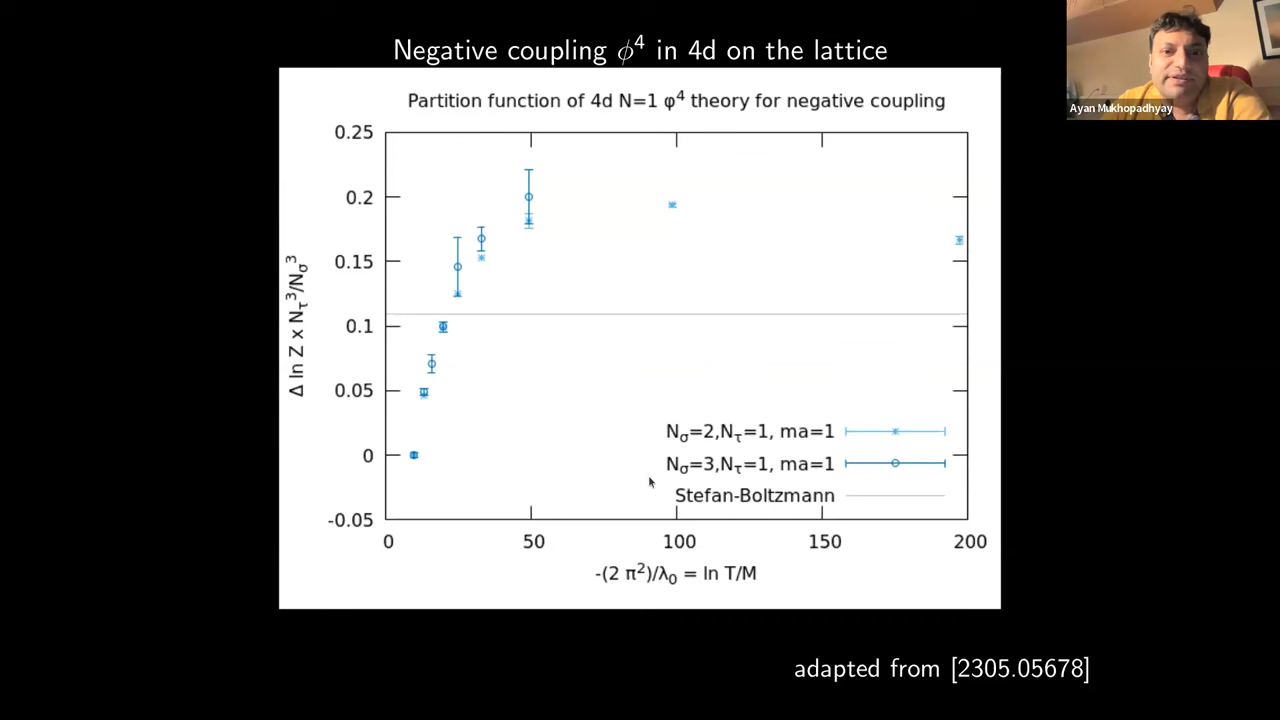 Negative coupling ϕ⁴ in 4d on the lattice
Ayan Mukhopadhyay
Partition function of 4d N=1 φ⁴ theory for negative coupling
0.25
0.2
0.15
0.1
0.05
0
-0.05
Δ ln Z x N_τ³/N_σ³
N_σ=2,N_τ=1, ma=1
N_σ=3,N_τ=1, ma=1
Stefan-Boltzmann
0 50 100 150 200
-(2 π²)/λ₀ = ln T/M
adapted from [2305.05678]